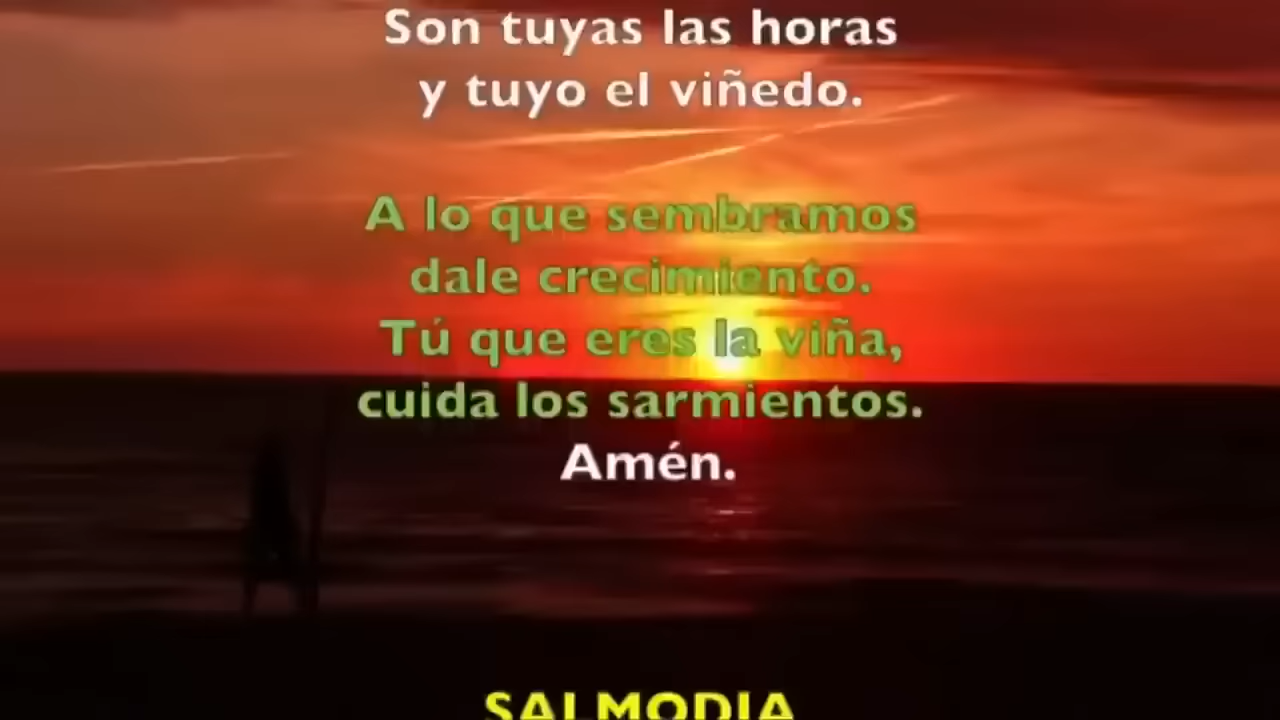 Son tuyas las horas
y tuyo el viñedo.
A lo que sembramos
dale crecimiento.
Tú que eres la viña,
cuida los sarmientos.
Amén.
SALMODIA